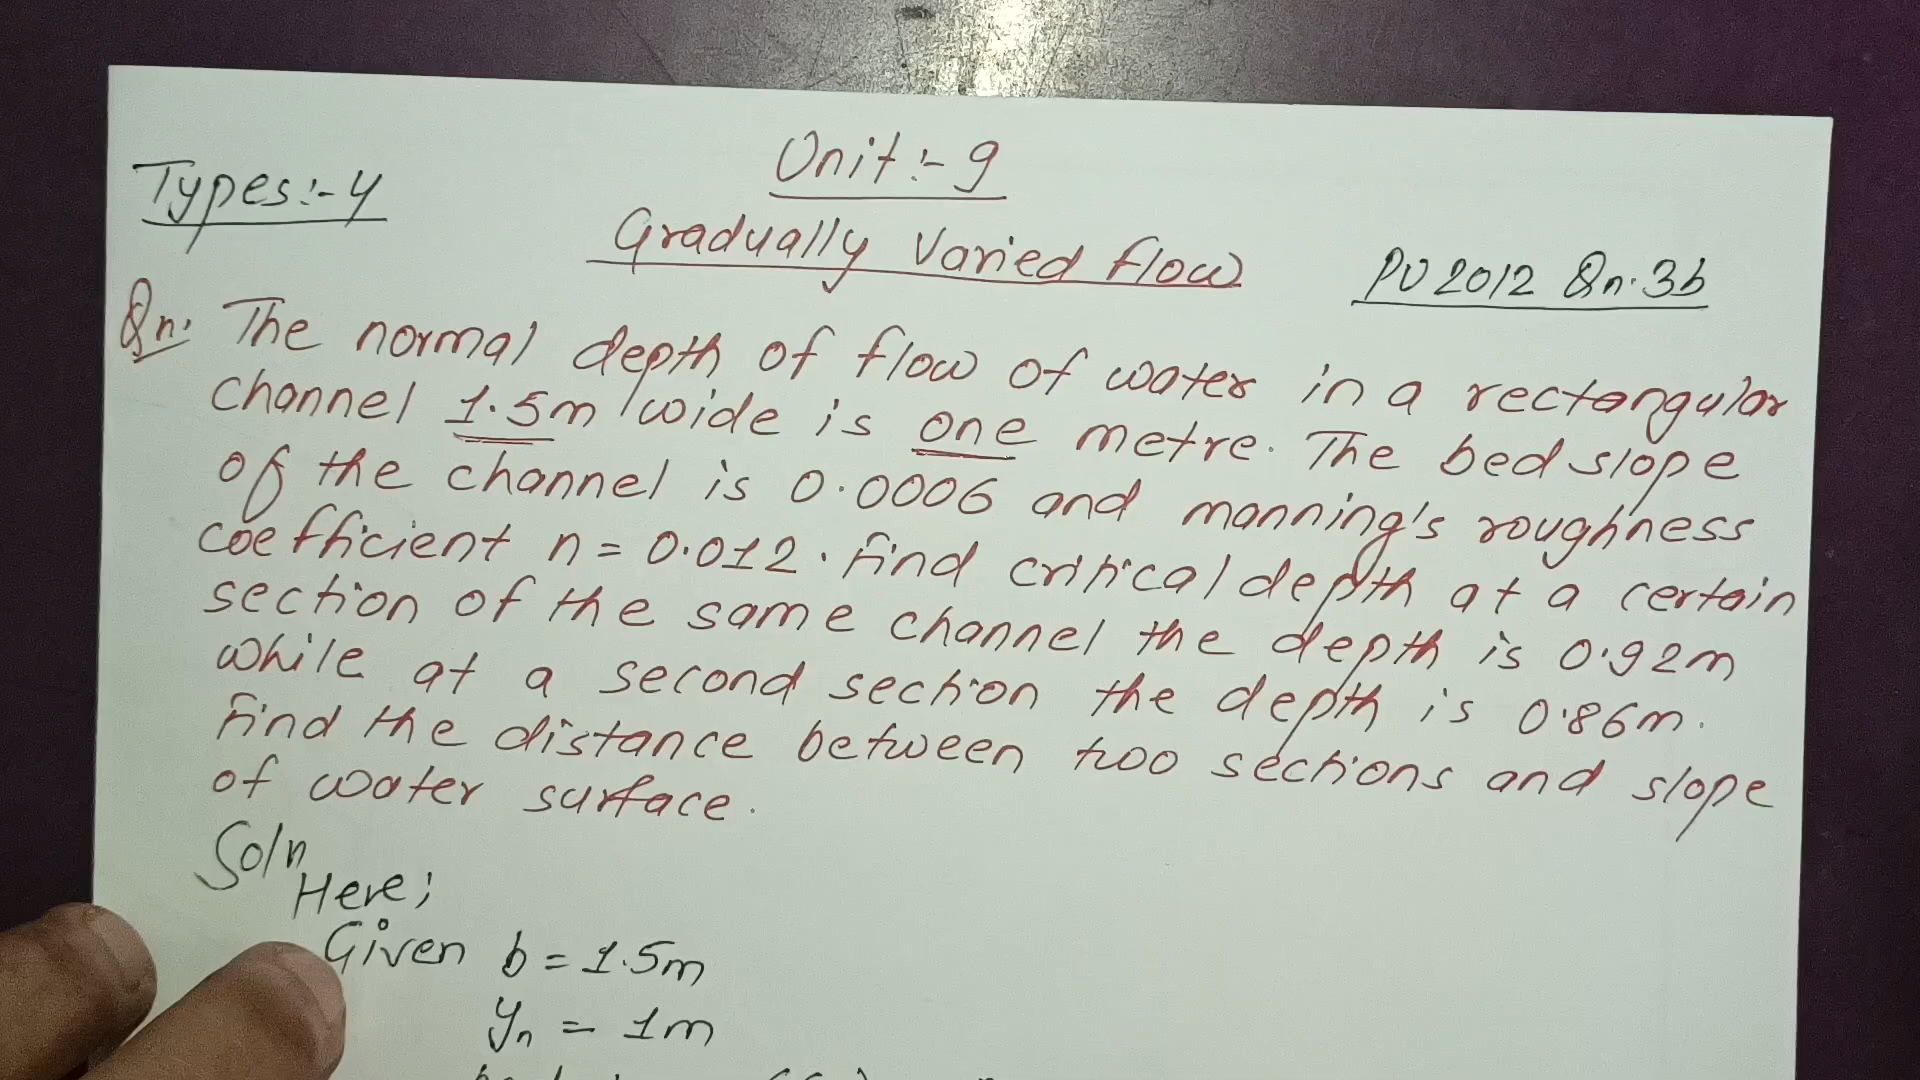 Unit:-9
Types:-4
Gradually Varied flow
PU 2012 Qn.3b
Qn. The normal depth of flow of water in a rectangular
channel 1.5m wide is one metre. The bed slope
of the channel is 0.0006 and manning's roughness
coefficient n = 0.012. Find critical depth at a certain
section of the same channel the depth is 0.92m
while at a second section the depth is 0.86m.
Find the distance between two sections and slope
of water surface.
Soln
Here;
Given b = 1.5m
yn = 1m